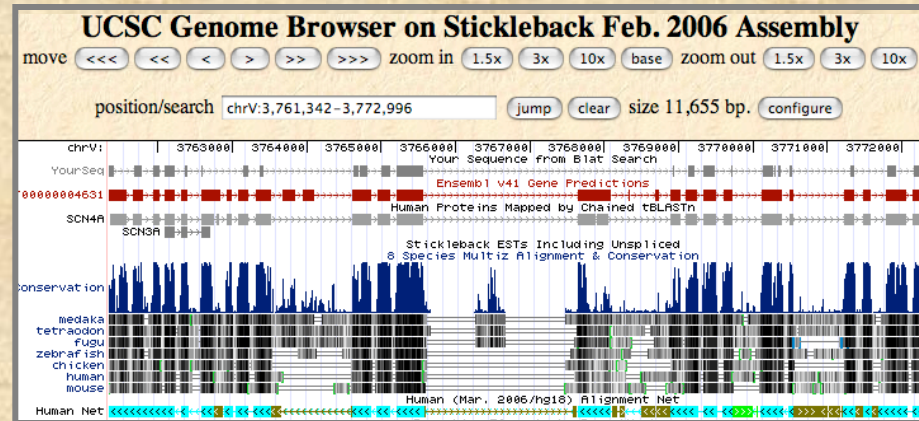 UCSC Genome Browser on Stickleback Feb. 2006 Assembly
move <<< << < > >> >>> zoom in 1.5x 3x 10x base zoom out 1.5x 3x 10x
position/search chrV:3,761,342-3,772,996 jump clear size 11,655 bp. configure
chrV: 3763000 3764000 3765000 3766000 3767000 3768000 3769000 3770000 3771000 3772000
Your Sequence from Blat Search
YourSeq
Ensembl v41 Gene Predictions
00000004631
Human Proteins Mapped by Chained tBLASTn
SCN4A
SCN3A
Stickleback ESTs Including Unspliced
8 Species Multiz Alignment & Conservation
onservation
medaka
tetraodon
fugu
zebrafish
chicken
human
mouse
Human (Mar. 2006/hg18) Alignment Net
Human Net